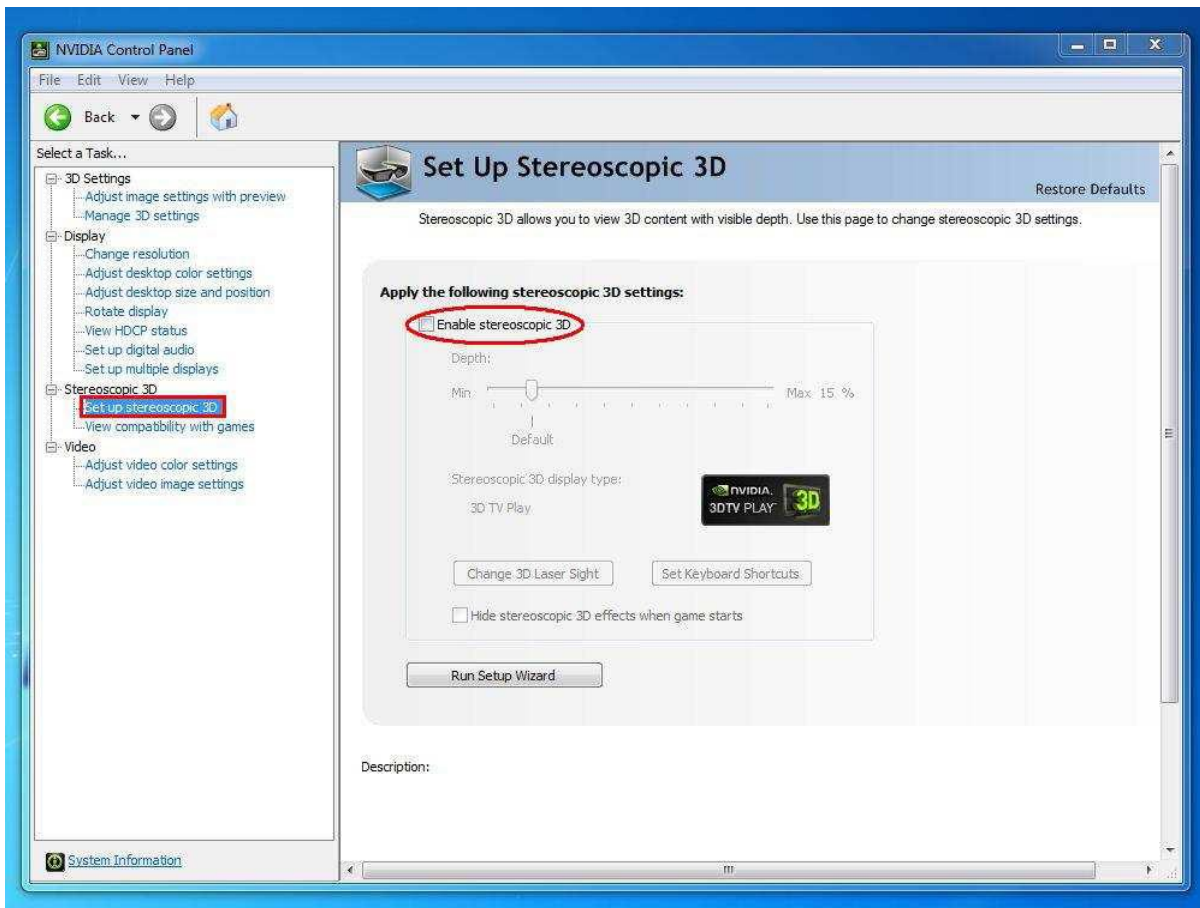 NVIDIA Control Panel
File Edit View Help
Back
Select a Task...
3D Settings
Adjust image settings with preview
Manage 3D settings
Display
Change resolution
Adjust desktop color settings
Adjust desktop size and position
Rotate display
View HDCP status
Set up digital audio
Set up multiple displays
Stereoscopic 3D
Set up stereoscopic 3D
View compatibility with games
Video
Adjust video color settings
Adjust video image settings
System Information
Set Up Stereoscopic 3D
Restore Defaults
Stereoscopic 3D allows you to view 3D content with visible depth. Use this page to change stereoscopic 3D settings.
Apply the following stereoscopic 3D settings:
Enable stereoscopic 3D
Depth:
Min Max 15 %
Default
Stereoscopic 3D display type:
3D TV Play
NVIDIA.
3DTV PLAY 3D
Change 3D Laser Sight Set Keyboard Shortcuts
Hide stereoscopic 3D effects when game starts
Run Setup Wizard
Description: